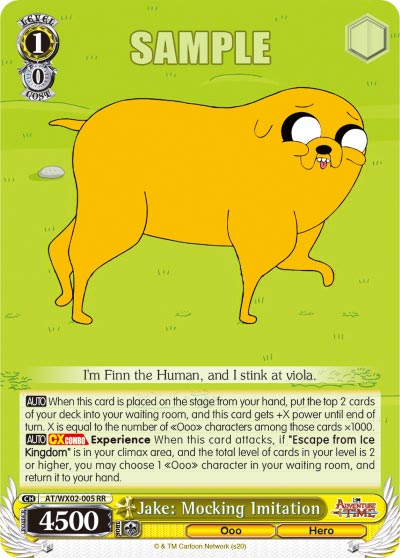 LEVEL
1
0
COST
SAMPLE
I'm Finn the Human, and I stink at viola.
AUTO When this card is placed on the stage from your hand, put the top 2 cards
of your deck into your waiting room, and this card gets +X power until end of
turn. X is equal to the number of «Ooo» characters among those cards ×1000.
AUTO CXCOMBO Experience When this card attacks, if "Escape from Ice
Kingdom" is in your climax area, and the total level of cards in your level is 2
or higher, you may choose 1 «Ooo» character in your waiting room, and
return it to your hand.
CH AT/WX02-005 RR
Jake: Mocking Imitation
ADVENTURE TIME
POWER 4500 SOUL
Ooo
Hero
© & TM Cartoon Network (s20)